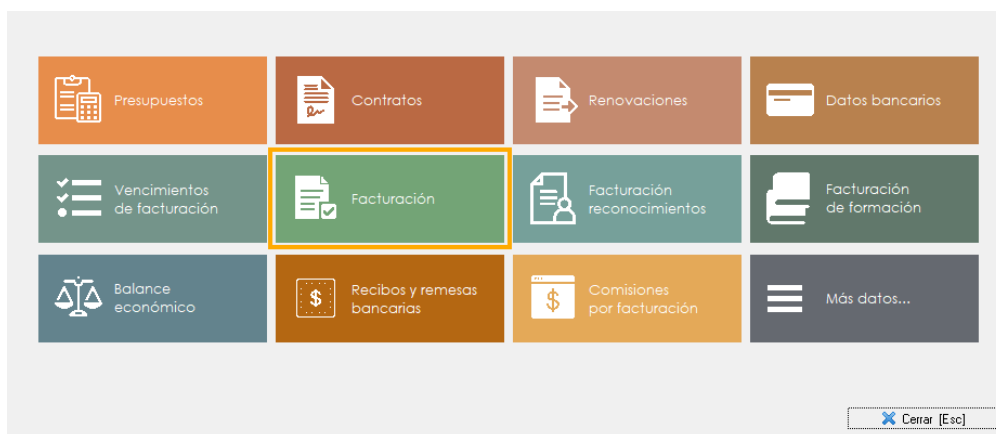 Presupuestos
Contratos
Renovaciones
Datos bancarios
Vencimientos
de facturación
Facturación
Facturación
reconocimientos
Facturación
de formación
Balance
económico
$
Recibos y remesas
bancarias
$
Comisiones
por facturación
Más datos...
Cerrar [Esc]